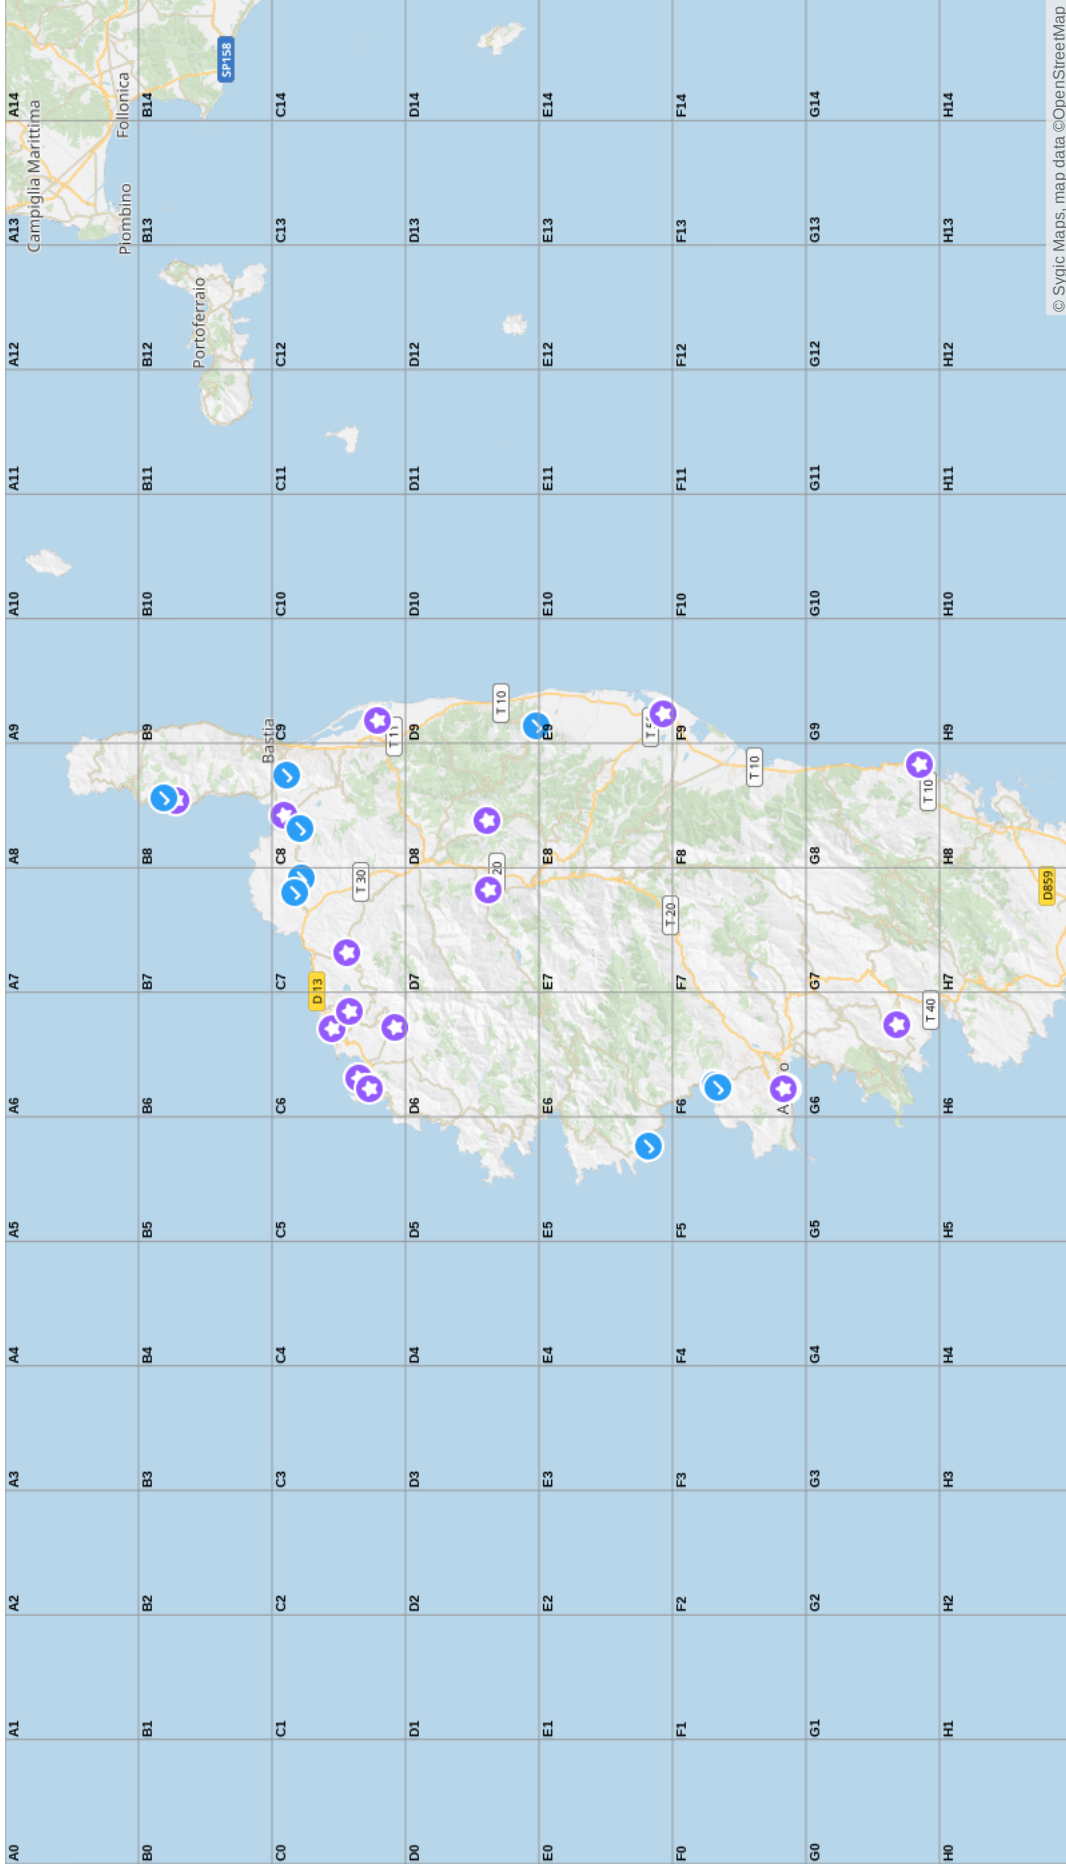 A0 A1 A2 A3 A4 A5 A6 A7 A8 A9 A10 A11 A12 A13 A14
Campiglia Marittima
Piombino
Follonica
B0 B1 B2 B3 B4 B5 B6 B7 B8 B9 B10 B11 B12 B13 B14
Portoferraio
SP158
Bastia
C0 C1 C2 C3 C4 C5 C6 C7 C8 C9 C10 C11 C12 C13 C14
D 13
T 30
T 11
D0 D1 D2 D3 D4 D5 D6 D7 D8 D9 D10 D11 D12 D13 D14
20
T 10
E0 E1 E2 E3 E4 E5 E6 E7 E8 E9 E10 E11 E12 E13 E14
T 20
F0 F1 F2 F3 F4 F5 F6 F7 F8 F9 F10 F11 F12 F13 F14
T 10
G0 G1 G2 G3 G4 G5 G6 G7 G8 G9 G10 G11 G12 G13 G14
T 40
T 10
H0 H1 H2 H3 H4 H5 H6 H7 H8 H9 H10 H11 H12 H13 H14
D859
© Sygic Maps, map data ©OpenStreetMap